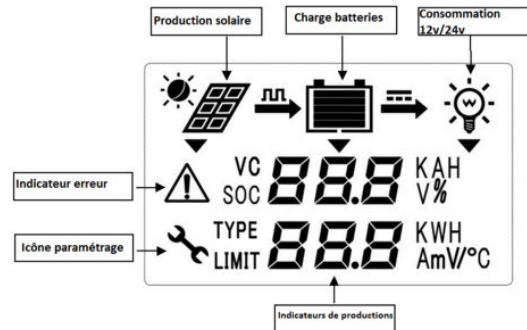 Production solaire
Charge batteries
Consommation
12v/24v
W
Indicateur erreur
VC 88.8 KAH
SOC V%
Icône paramétrage
TYPE 88.8 KWH
LIMIT AmV/°C
Indicateurs de productions